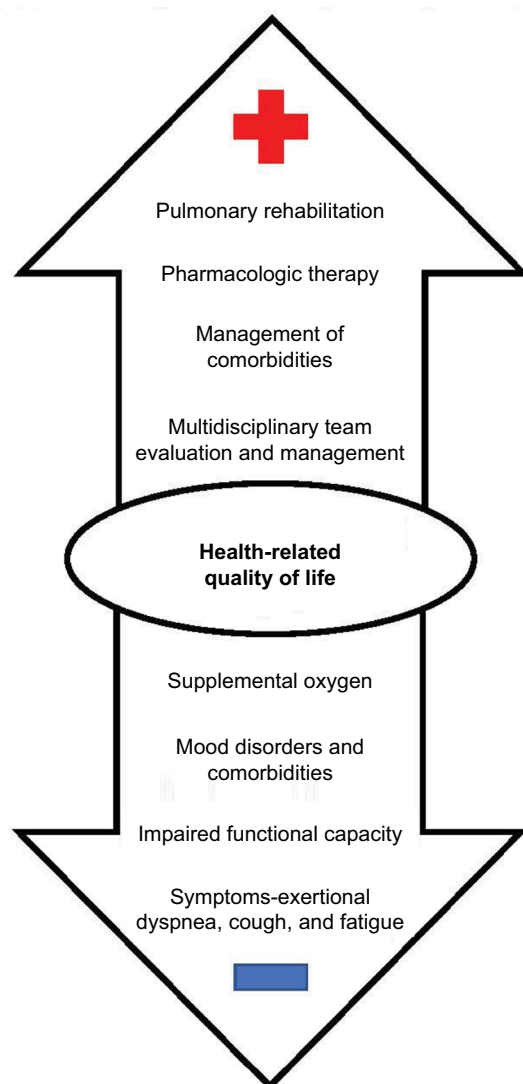 Pulmonary rehabilitation
Pharmacologic therapy
Management of
comorbidities
Multidisciplinary team
evaluation and management
Health-related
quality of life
Supplemental oxygen
Mood disorders and
comorbidities
Impaired functional capacity
Symptoms-exertional
dyspnea, cough, and fatigue